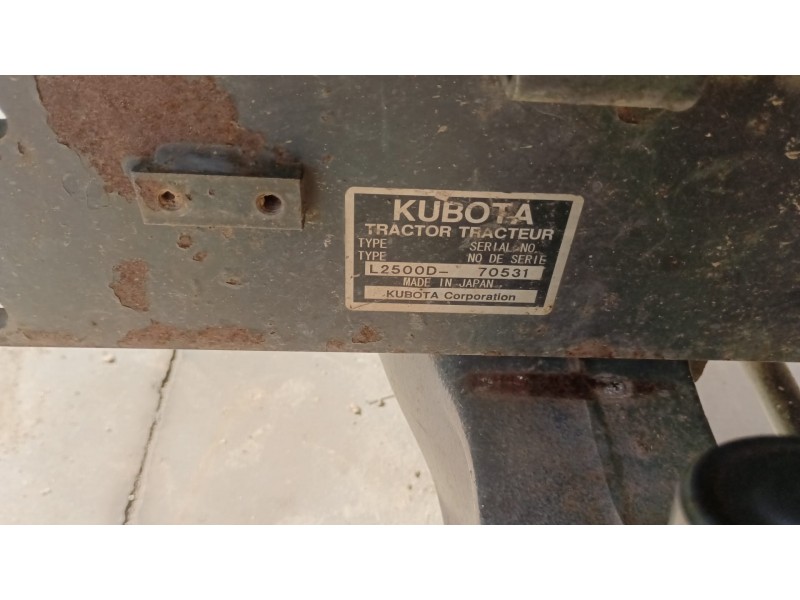 KUBOTA
TRACTOR TRACTEUR
TYPE SERIAL NO.
TYPE NO DE SERIE
L2500D- 70531
MADE IN JAPAN
KUBOTA Corporation